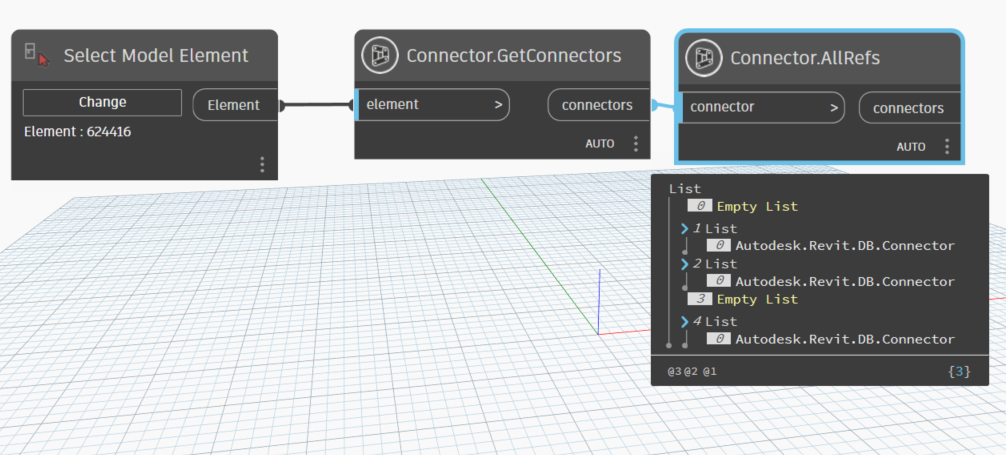 Select Model Element
Change
Element
Element : 624416
Connector.GetConnectors
element >
connectors
AUTO
Connector.AllRefs
connector >
connectors
AUTO
List
0 Empty List
1 List
0 Autodesk.Revit.DB.Connector
2 List
0 Autodesk.Revit.DB.Connector
3 Empty List
4 List
0 Autodesk.Revit.DB.Connector
@3 @2 @1 {3}